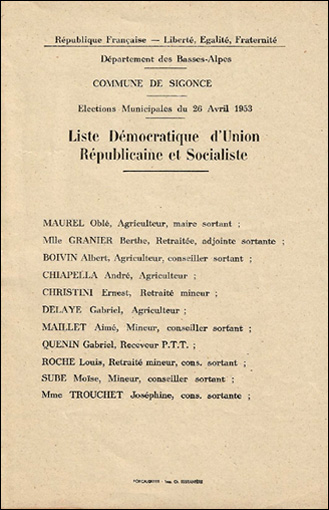 République Française — Liberté, Egalité, Fraternité
Département des Basses-Alpes
COMMUNE DE SIGONCE
Elections Municipales du 26 Avril 1953
Liste Démocratique d'Union
Républicaine et Socialiste
MAUREL Oblé, Agriculteur, maire sortant ;
Mlle GRANIER Berthe, Retraitée, adjointe sortante ;
BOIVIN Albert, Agriculteur, conseiller sortant ;
CHIAPELLA André, Agriculteur ;
CHRISTINI Ernest, Retraité mineur ;
DELAYE Gabriel, Agriculteur ;
MAILLET Aimé, Mineur, conseiller sortant ;
QUENIN Gabriel, Receveur P.T.T. ;
ROCHE Louis, Retraité mineur, cons. sortant ;
SUBE Moïse, Mineur, conseiller sortant ;
Mme TROUCHET Joséphine, cons. sortante ;
FORCALQUIER - Imp. Ch.